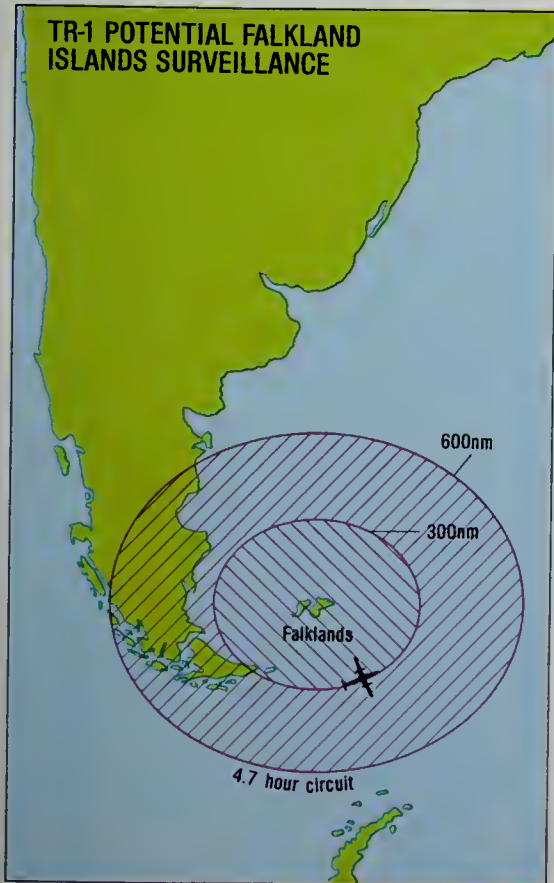 TR-1 POTENTIAL FALKLAND
ISLANDS SURVEILLANCE
600nm
300nm
Falklands
4.7 hour circuit